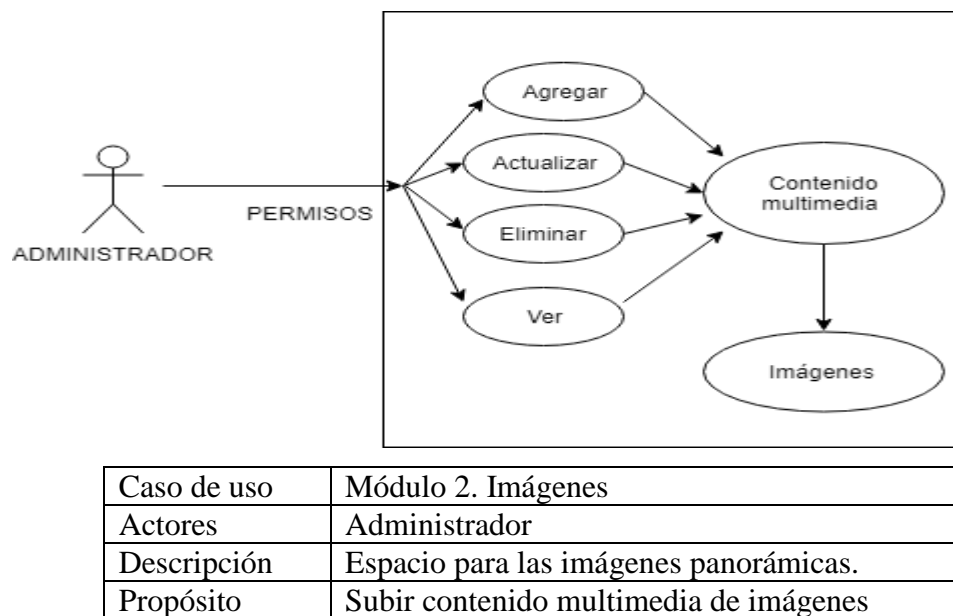 Agregar
Actualizar
Contenido
multimedia
PERMISOS
Eliminar
ADMINISTRADOR
Ver
Imágenes
Caso de uso Módulo 2. Imágenes
Actores Administrador
Descripción Espacio para las imágenes panorámicas.
Propósito Subir contenido multimedia de imágenes